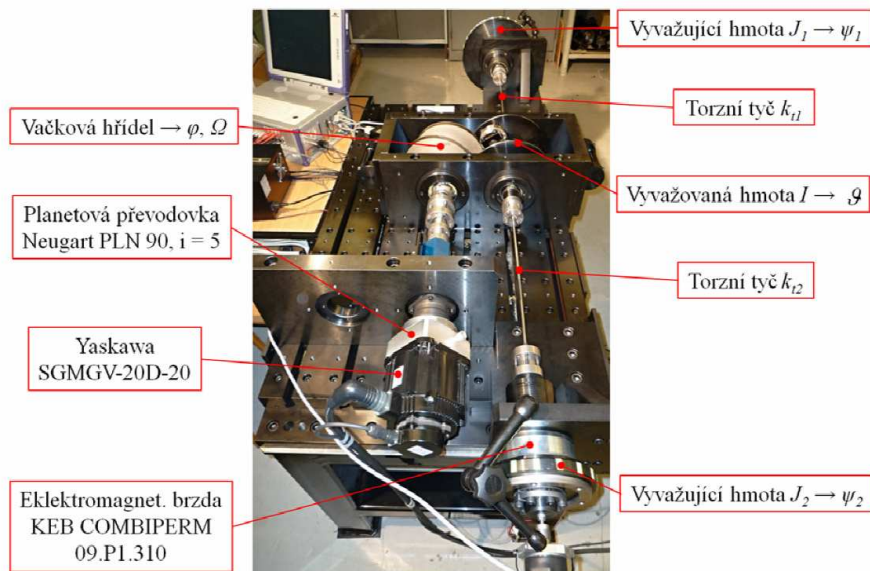 Vyvažující hmota J₁ → ψ₁
Torzní tyč kₜ₁
Vačková hřídel → φ, Ω
Vyvažovaná hmota I → ϑ
Planetová převodovka
Neugart PLN 90, i = 5
Torzní tyč kₜ₂
Yaskawa
SGMGV-20D-20
Eklektromagnet. brzda
KEB COMBIPERM
09.P1.310
Vyvažující hmota J₂ → ψ₂